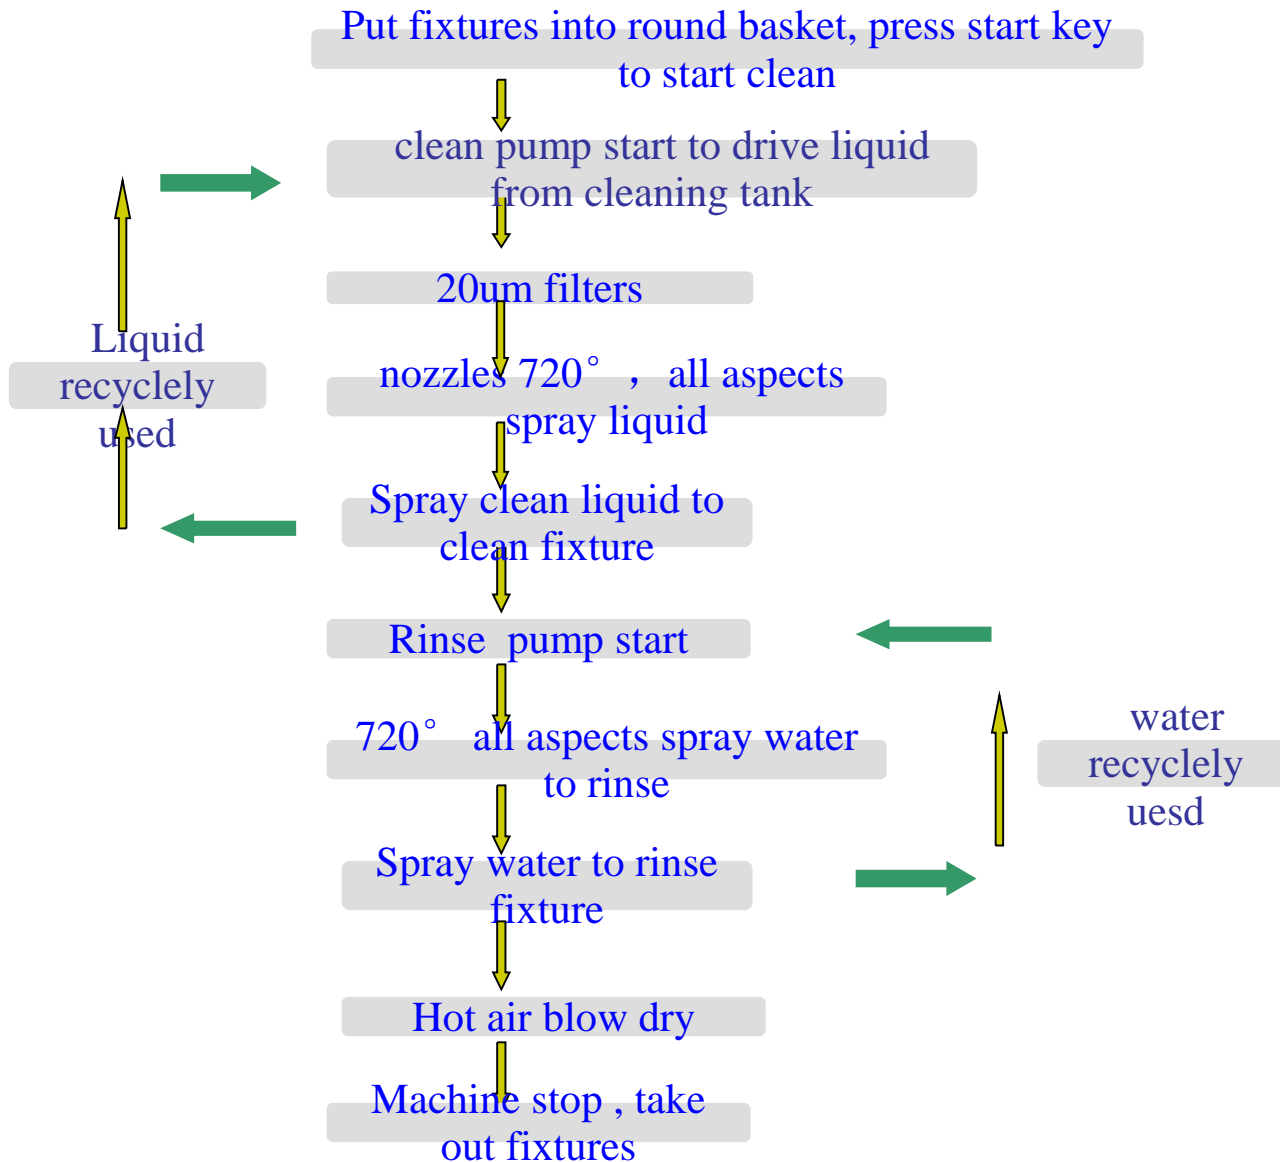 Put fixtures into round basket, press start key
to start clean
clean pump start to drive liquid
from cleaning tank
20um filters
Liquid
recyclely
used
nozzles 720° ，all aspects
spray liquid
Spray clean liquid to
clean fixture
Rinse  pump start
720°  all aspects spray water
to rinse
water
recyclely
uesd
Spray water to rinse
fixture
Hot air blow dry
Machine stop , take
out fixtures